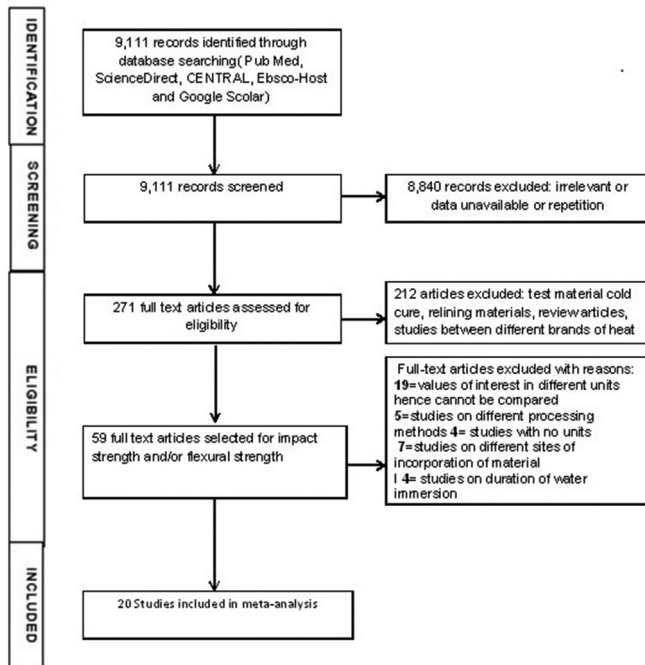 IDENTIFICATION
9,111 records identified through
database searching( Pub Med,
ScienceDirect, CENTRAL, Ebsco-Host
and Google Scolar)
SCREENING
9,111 records screened
8,840 records excluded: irrelevant or
data unavailable or repetition
ELIGIBILITY
271 full text articles assessed for
eligibility
212 articles excluded: test material cold
cure, relining materials, review articles,
studies between different brands of heat
59 full text articles selected for impact
strength and/or flexural strength
Full-text articles excluded with reasons:
19=values of interest in different units
hence cannot be compared
5=studies on different processing
methods 4= studies with no units
7=studies on different sites of
incorporation of material
l 4= studies on duration of water
immersion
INCLUDED
20 Studies included in meta-analysis